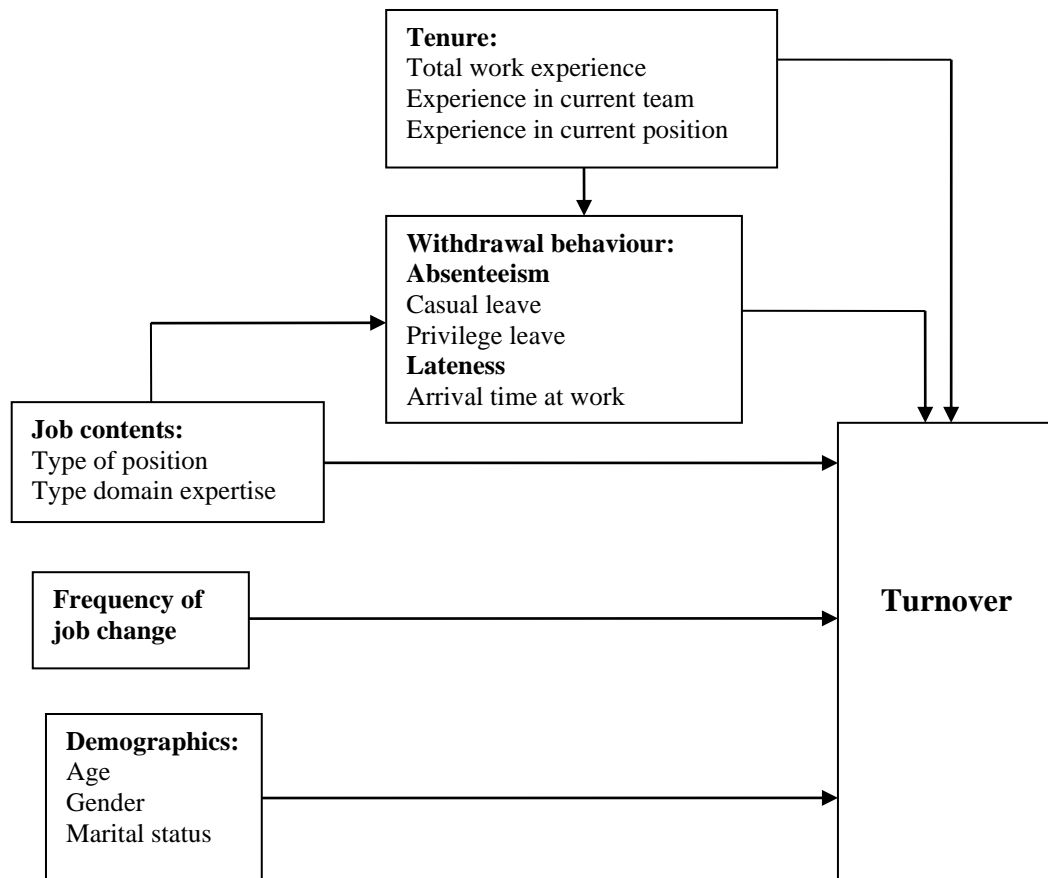 Tenure:
Total work experience
Experience in current team
Experience in current position
Withdrawal behaviour:
Absenteeism
Casual leave
Privilege leave
Lateness
Arrival time at work
Job contents:
Type of position
Type domain expertise
Frequency of
job change
Turnover
Demographics:
Age
Gender
Marital status